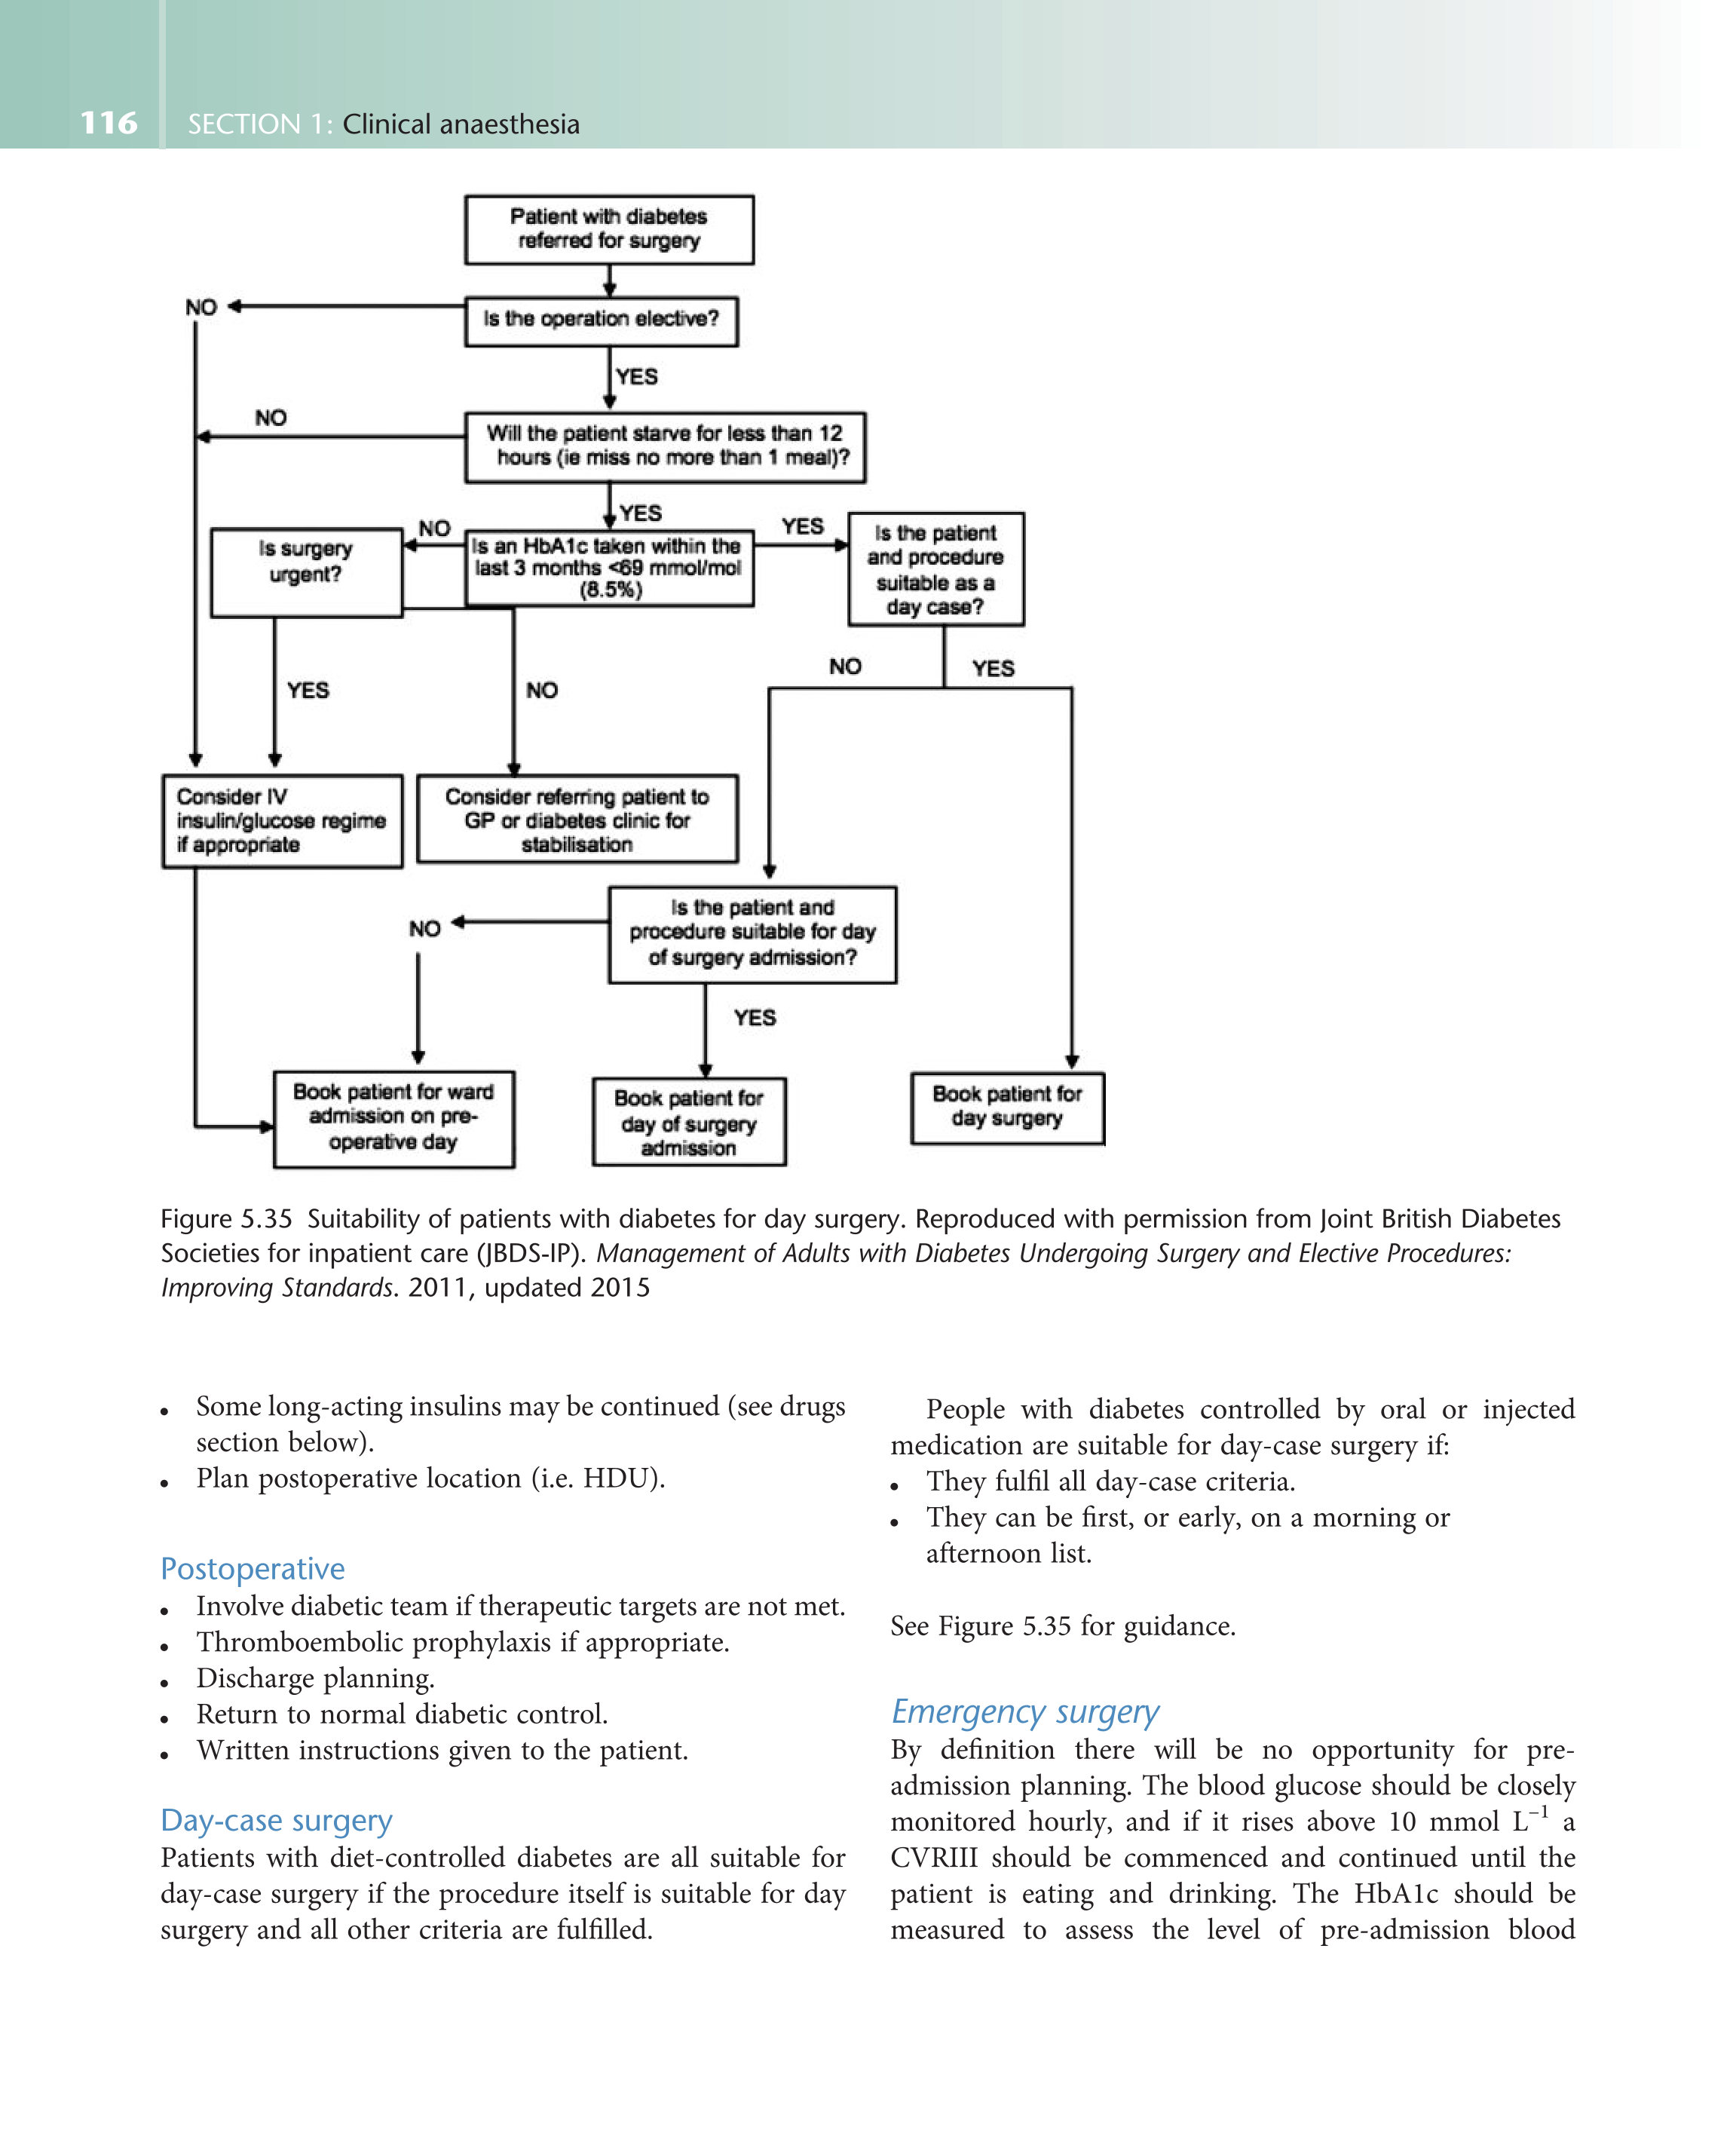 116 SECTION 1: Clinical anaesthesia
Patient with diabetes
referred for surgery
NO
Is the operation elective?
YES
NO
Will the patient starve for less than 12
hours (ie miss no more than 1 meal)?
YES
NO
YES
Is surgery
urgent?
Is an HbA1c taken within the
last 3 months <69 mmol/mol
(8.5%)
Is the patient
and procedure
suitable as a
day case?
NO
YES
YES
NO
Consider IV
insulin/glucose regime
if appropriate
Consider referring patient to
GP or diabetes clinic for
stabilisation
Is the patient and
procedure suitable for day
of surgery admission?
NO
YES
Book patient for ward
admission on pre-
operative day
Book patient for
day of surgery
admission
Book patient for
day surgery
Figure 5.35 Suitability of patients with diabetes for day surgery. Reproduced with permission from Joint British Diabetes
Societies for inpatient care (JBDS-IP). Management of Adults with Diabetes Undergoing Surgery and Elective Procedures:
Improving Standards. 2011, updated 2015
• Some long-acting insulins may be continued (see drugs
section below).
• Plan postoperative location (i.e. HDU).
Postoperative
• Involve diabetic team if therapeutic targets are not met.
• Thromboembolic prophylaxis if appropriate.
• Discharge planning.
• Return to normal diabetic control.
• Written instructions given to the patient.
Day-case surgery
Patients with diet-controlled diabetes are all suitable for
day-case surgery if the procedure itself is suitable for day
surgery and all other criteria are fulfilled.
People with diabetes controlled by oral or injected
medication are suitable for day-case surgery if:
• They fulfil all day-case criteria.
• They can be first, or early, on a morning or
afternoon list.
See Figure 5.35 for guidance.
Emergency surgery
By definition there will be no opportunity for pre-
admission planning. The blood glucose should be closely
monitored hourly, and if it rises above 10 mmol L⁻¹ a
CVRIII should be commenced and continued until the
patient is eating and drinking. The HbA1c should be
measured to assess the level of pre-admission blood